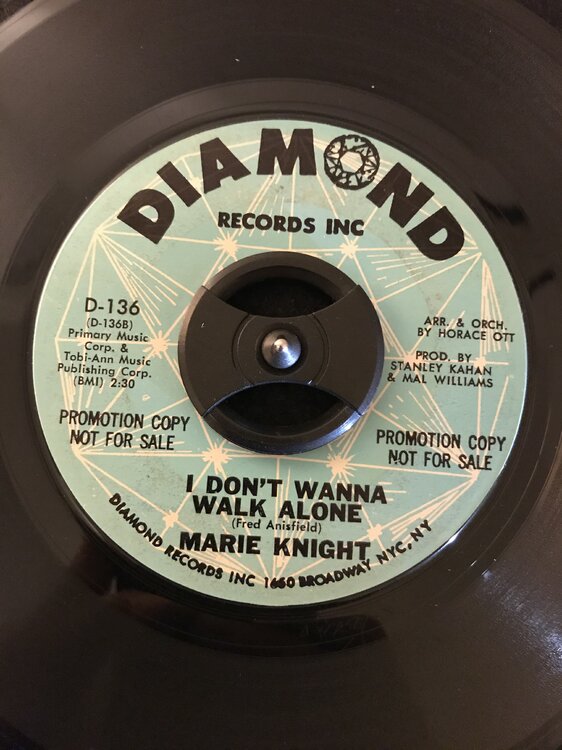 DIAMOND
RECORDS INC
D-136
(D-136B)
Primary Music
Corp. &
Tobi-Ann Music
Publishing Corp.
(BMI) 2:30
ARR. & ORCH.
BY HORACE OTT
PROD. BY
STANLEY KAHAN
& MAL WILLIAMS
PROMOTION COPY
NOT FOR SALE
PROMOTION COPY
NOT FOR SALE
I DON'T WANNA
WALK ALONE
(Fred Anisfield)
MARIE KNIGHT
DIAMOND RECORDS INC 1650 BROADWAY NYC, NY